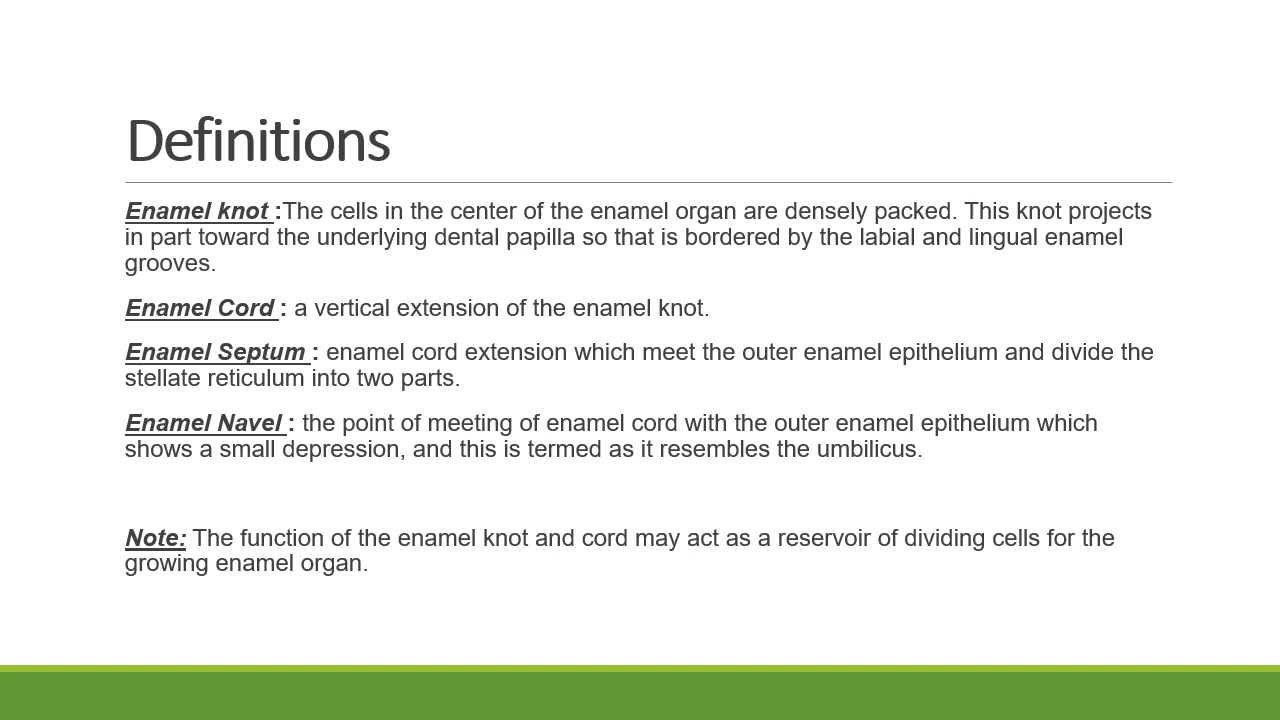 Definitions
Enamel knot :The cells in the center of the enamel organ are densely packed. This knot projects
in part toward the underlying dental papilla so that is bordered by the labial and lingual enamel
grooves.
Enamel Cord : a vertical extension of the enamel knot.
Enamel Septum : enamel cord extension which meet the outer enamel epithelium and divide the
stellate reticulum into two parts.
Enamel Navel : the point of meeting of enamel cord with the outer enamel epithelium which
shows a small depression, and this is termed as it resembles the umbilicus.
Note: The function of the enamel knot and cord may act as a reservoir of dividing cells for the
growing enamel organ.